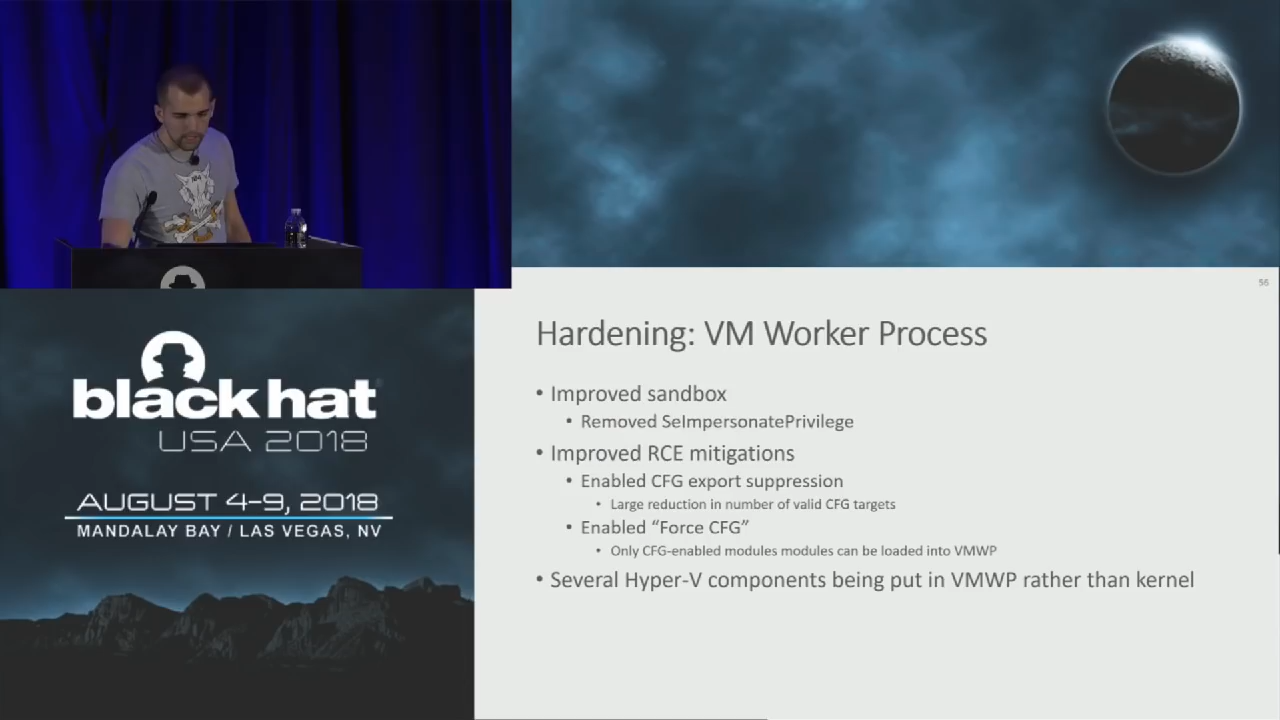 56
Hardening: VM Worker Process
• Improved sandbox
• Removed SeImpersonatePrivilege
• Improved RCE mitigations
• Enabled CFG export suppression
• Large reduction in number of valid CFG targets
• Enabled “Force CFG”
• Only CFG-enabled modules modules can be loaded into VMWP
• Several Hyper-V components being put in VMWP rather than kernel
black hat
USA 2018
AUGUST 4-9, 2018
MANDALAY BAY / LAS VEGAS, NV